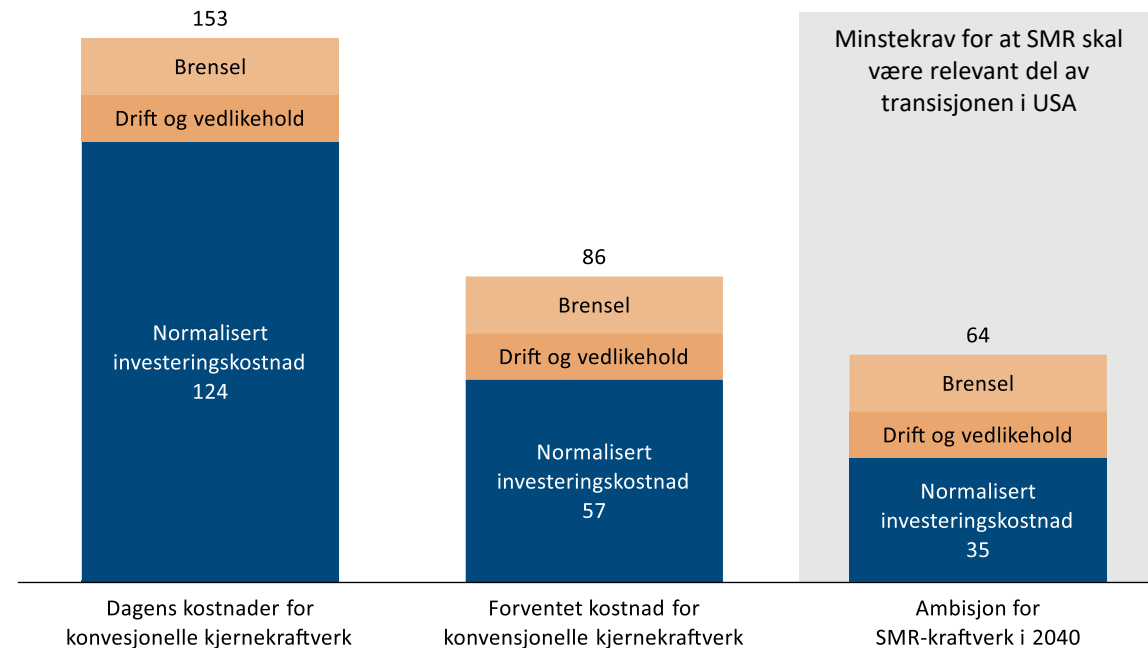 153
Brensel
Drift og vedlikehold
Normalisert
investeringskostnad
124
Dagens kostnader for
konvesjonelle kjernekraftverk
86
Brensel
Drift og vedlikehold
Normalisert
investeringskostnad
57
Forventet kostnad for
konvensjonelle kjernekraftverk
Minstekrav for at SMR skal
være relevant del av
transisjonen i USA
64
Brensel
Drift og vedlikehold
Normalisert
investeringskostnad
35
Ambisjon for
SMR-kraftverk i 2040